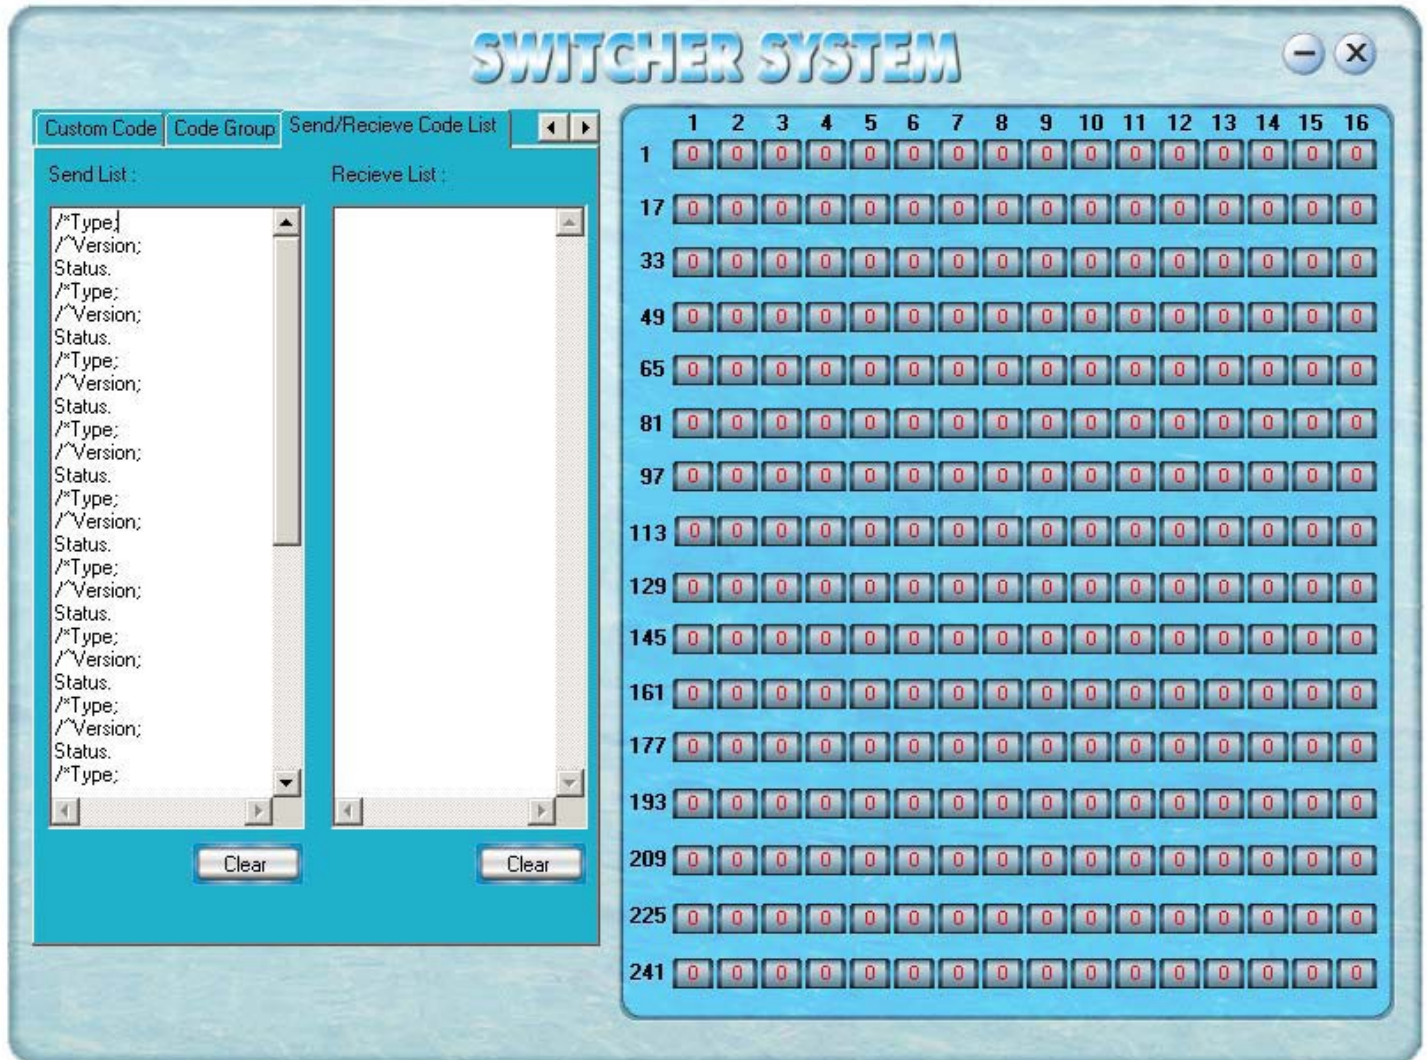 SWITCHER SYSTEM
Custom Code Code Group Send/Recieve Code List
Send List : Recieve List :
/*Type;
/^Version;
Status.
/*Type;
/^Version;
Status.
/*Type;
/^Version;
Status.
/*Type;
/^Version;
Status.
/*Type;
/^Version;
Status.
/*Type;
/^Version;
Status.
/*Type;
/^Version;
Status.
/*Type;
/^Version;
Status.
/*Type;
Clear Clear
1 2 3 4 5 6 7 8 9 10 11 12 13 14 15 16
1 0 0 0 0 0 0 0 0 0 0 0 0 0 0 0 0
17 0 0 0 0 0 0 0 0 0 0 0 0 0 0 0 0
33 0 0 0 0 0 0 0 0 0 0 0 0 0 0 0 0
49 0 0 0 0 0 0 0 0 0 0 0 0 0 0 0 0
65 0 0 0 0 0 0 0 0 0 0 0 0 0 0 0 0
81 0 0 0 0 0 0 0 0 0 0 0 0 0 0 0 0
97 0 0 0 0 0 0 0 0 0 0 0 0 0 0 0 0
113 0 0 0 0 0 0 0 0 0 0 0 0 0 0 0 0
129 0 0 0 0 0 0 0 0 0 0 0 0 0 0 0 0
145 0 0 0 0 0 0 0 0 0 0 0 0 0 0 0 0
161 0 0 0 0 0 0 0 0 0 0 0 0 0 0 0 0
177 0 0 0 0 0 0 0 0 0 0 0 0 0 0 0 0
193 0 0 0 0 0 0 0 0 0 0 0 0 0 0 0 0
209 0 0 0 0 0 0 0 0 0 0 0 0 0 0 0 0
225 0 0 0 0 0 0 0 0 0 0 0 0 0 0 0 0
241 0 0 0 0 0 0 0 0 0 0 0 0 0 0 0 0